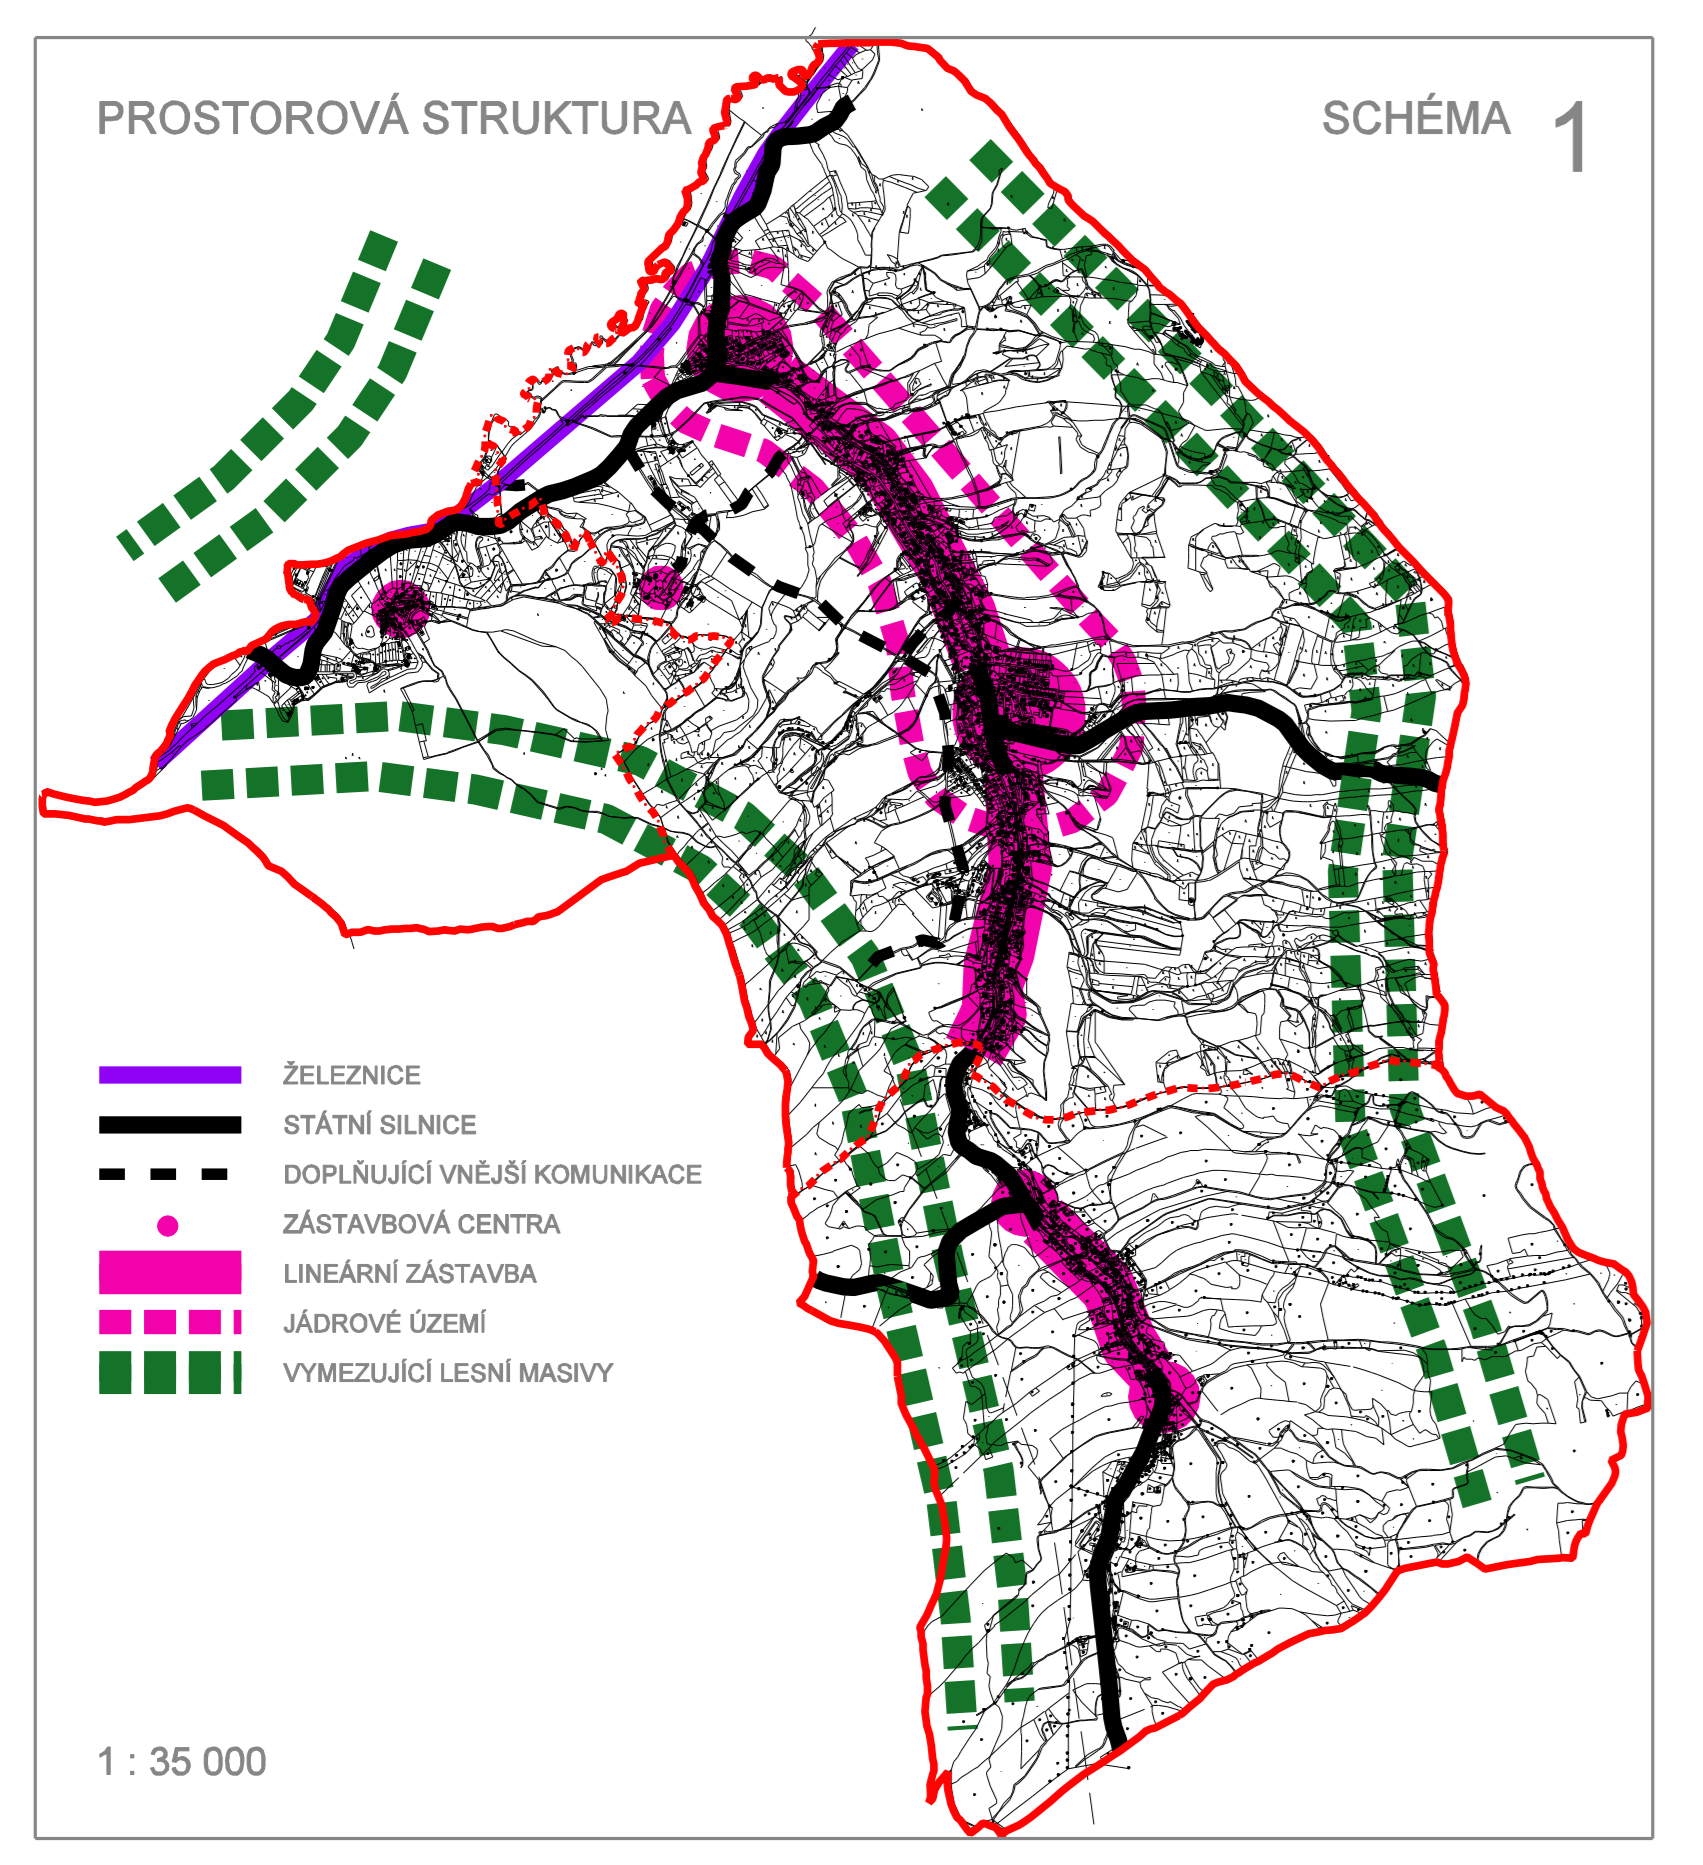 PROSTOROVÁ STRUKTURA
SCHÉMA 1
ŽELEZNICE
STÁTNÍ SILNICE
DOPLŇUJÍCÍ VNĚJŠÍ KOMUNIKACE
ZÁSTAVBOVÁ CENTRA
LINEÁRNÍ ZÁSTAVBA
JÁDROVÉ ÚZEMÍ
VYMEZUJÍCÍ LESNÍ MASIVY
1 : 35 000